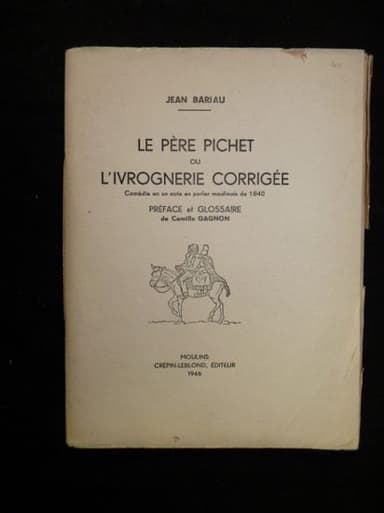 JEAN BARIAU
LE PÈRE PICHET
OU
L'IVROGNERIE CORRIGÉE
Comédie en un acte en parler moulinois de 1840
PRÉFACE et GLOSSAIRE
de Camille GAGNON
MOULINS
CRÉPIN-LEBLOND, ÉDITEUR
1946